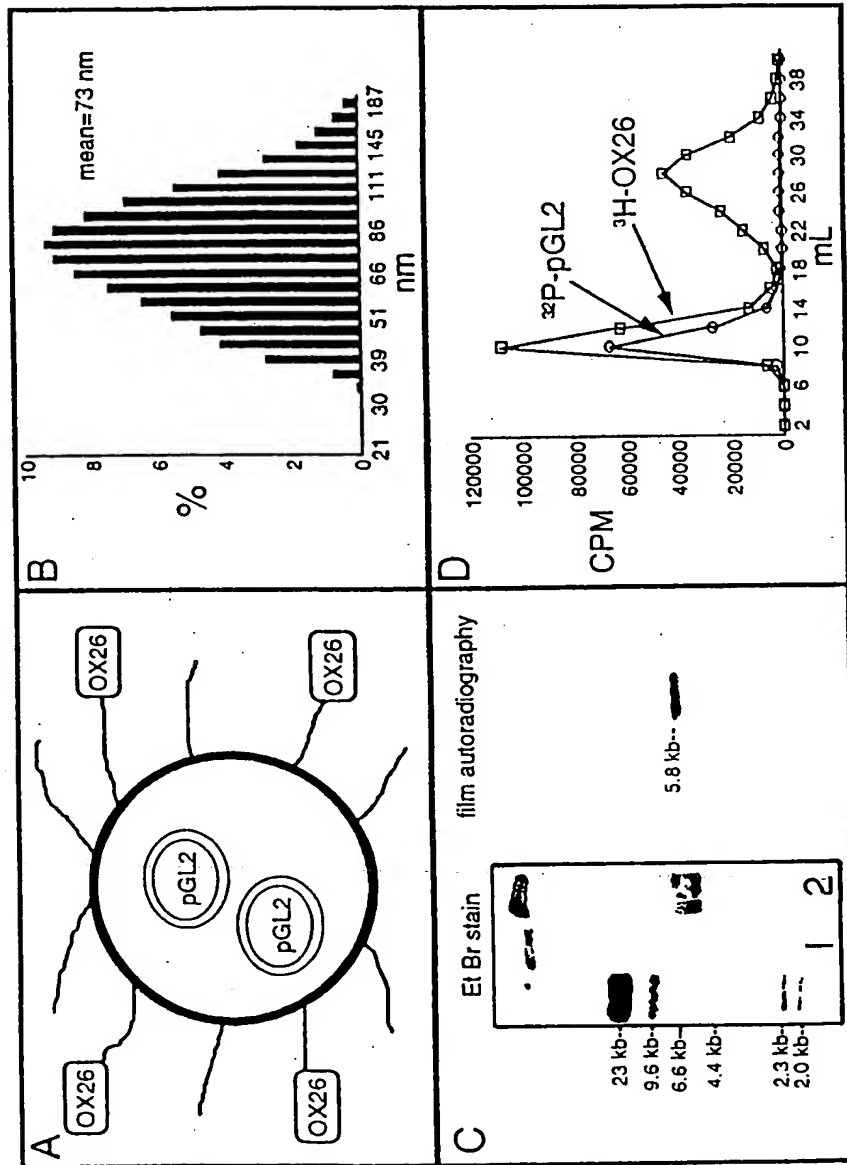 A
OX26
OX26
OX26
OX26
pGL2
pGL2
B
mean=73 nm
%
10
8
6
4
2
0
21 30 39 51 66 86 111 145 187
nm
C
Et Br stain
film autoradiography
23 kb--
9.6 kb--
6.6 kb--
4.4 kb--
2.3 kb--
2.0 kb--
1 2
5.8 kb--
D
CPM
120000
100000
80000
60000
40000
20000
0
32P-pGL2
3H-OX26
2 6 10 14 18 22 26 30 34 38
mL